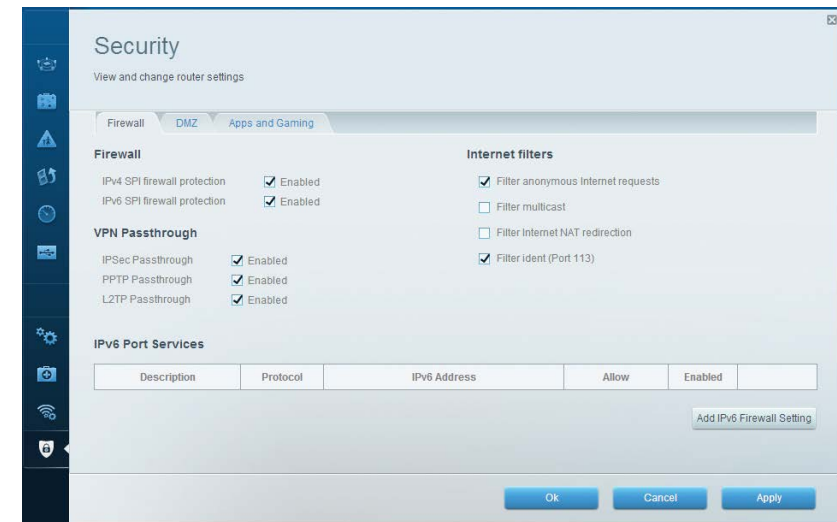 Security
View and change router settings
Firewall DMZ Apps and Gaming
Firewall
IPv4 SPI firewall protection Enabled
IPv6 SPI firewall protection Enabled
VPN Passthrough
IPSec Passthrough Enabled
PPTP Passthrough Enabled
L2TP Passthrough Enabled
Internet filters
Filter anonymous Internet requests
Filter multicast
Filter Internet NAT redirection
Filter ident (Port 113)
IPv6 Port Services
Description Protocol IPv6 Address Allow Enabled
Add IPv6 Firewall Setting
Ok Cancel Apply